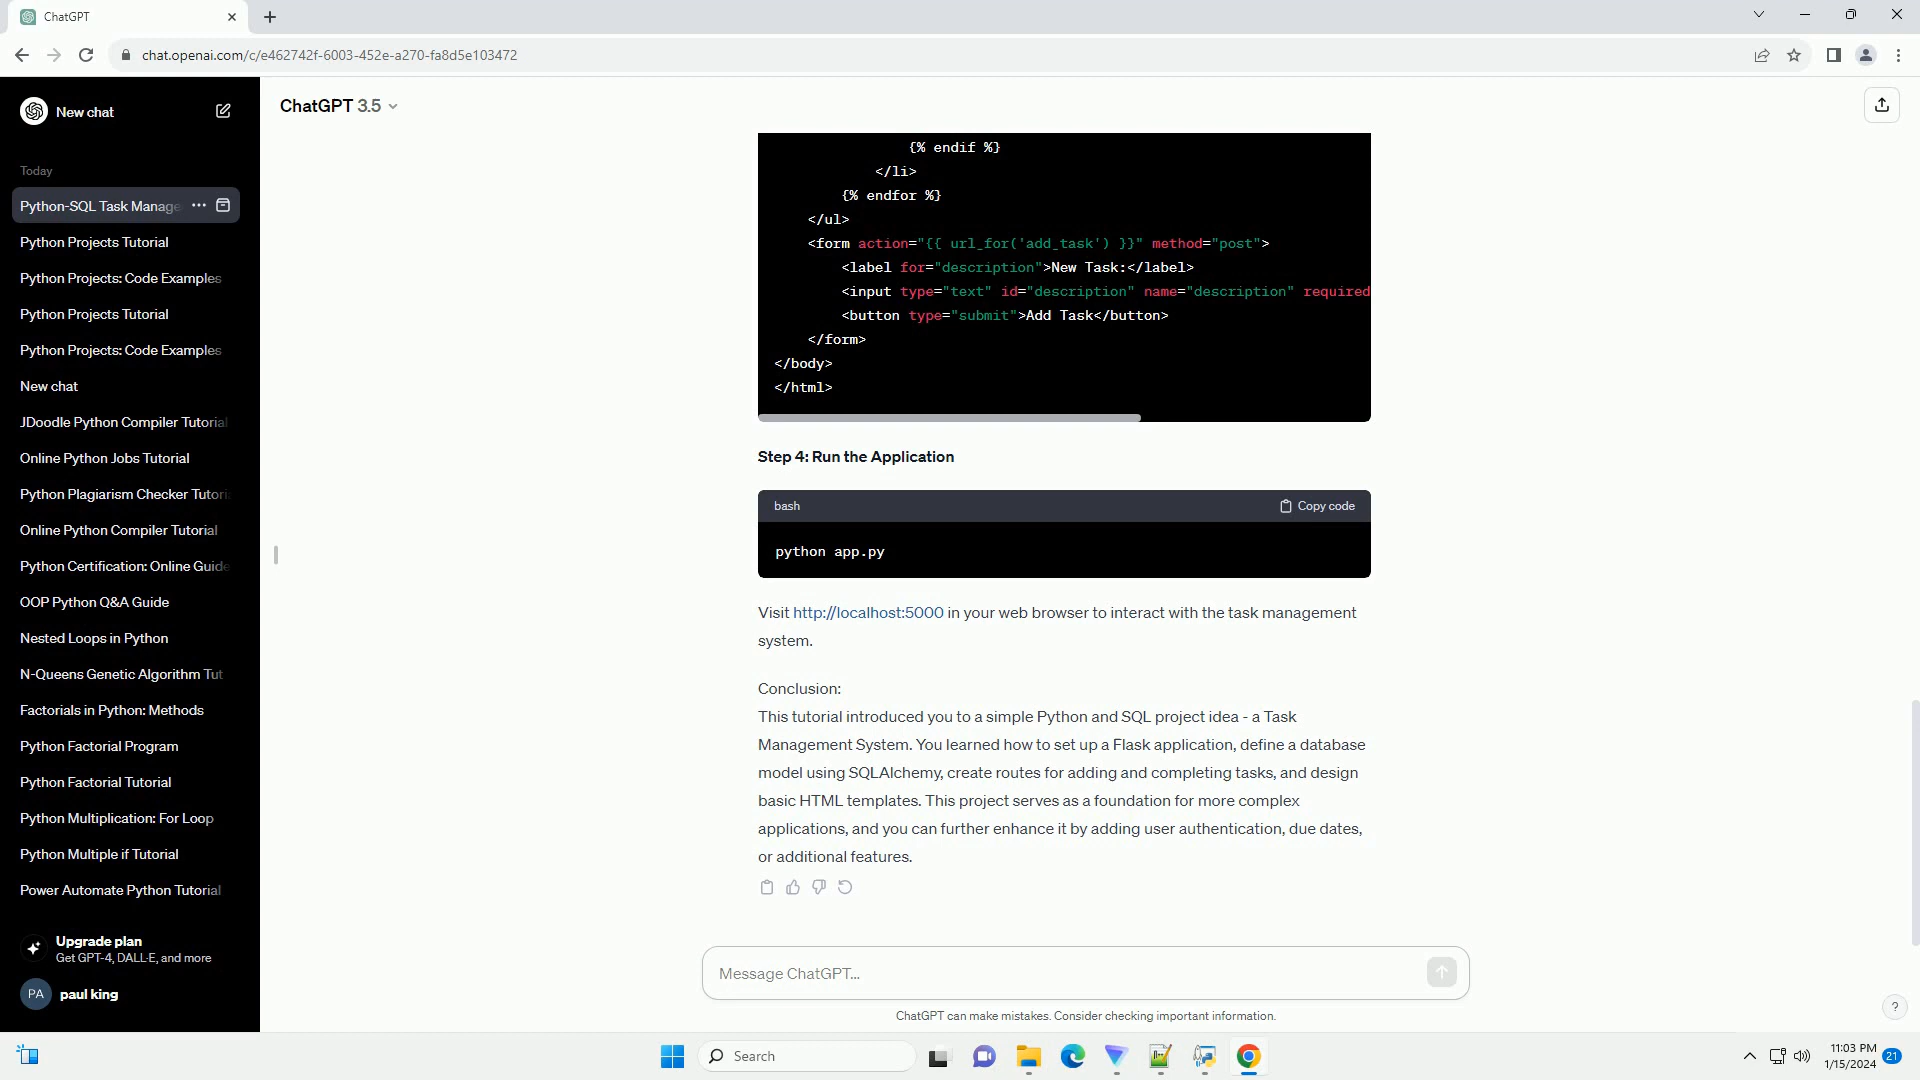 ChatGPT
chat.openai.com/c/e462742f-6003-452e-a270-fa8d5e103472
New chat
Today
Python-SQL Task Manage
Python Projects Tutorial
Python Projects: Code Examples
Python Projects Tutorial
Python Projects: Code Examples
New chat
JDoodle Python Compiler Tutorial
Online Python Jobs Tutorial
Python Plagiarism Checker Tutori
Online Python Compiler Tutorial
Python Certification: Online Guide
OOP Python Q&A Guide
Nested Loops in Python
N-Queens Genetic Algorithm Tut
Factorials in Python: Methods
Python Factorial Program
Python Factorial Tutorial
Python Multiplication: For Loop
Python Multiple if Tutorial
Power Automate Python Tutorial
Upgrade plan
Get GPT-4, DALL·E, and more
PA paul king
ChatGPT 3.5
{% endif %}
</li>
{% endfor %}
</ul>
<form action="{{ url_for('add_task') }}" method="post">
<label for="description">New Task:</label>
<input type="text" id="description" name="description" required
<button type="submit">Add Task</button>
</form>
</body>
</html>
Step 4: Run the Application
bash Copy code
python app.py
Visit http://localhost:5000 in your web browser to interact with the task management
system.
Conclusion:
This tutorial introduced you to a simple Python and SQL project idea - a Task
Management System. You learned how to set up a Flask application, define a database
model using SQLAlchemy, create routes for adding and completing tasks, and design
basic HTML templates. This project serves as a foundation for more complex
applications, and you can further enhance it by adding user authentication, due dates,
or additional features.
Message ChatGPT...
ChatGPT can make mistakes. Consider checking important information.
?
Search
11:03 PM
1/15/2024
21